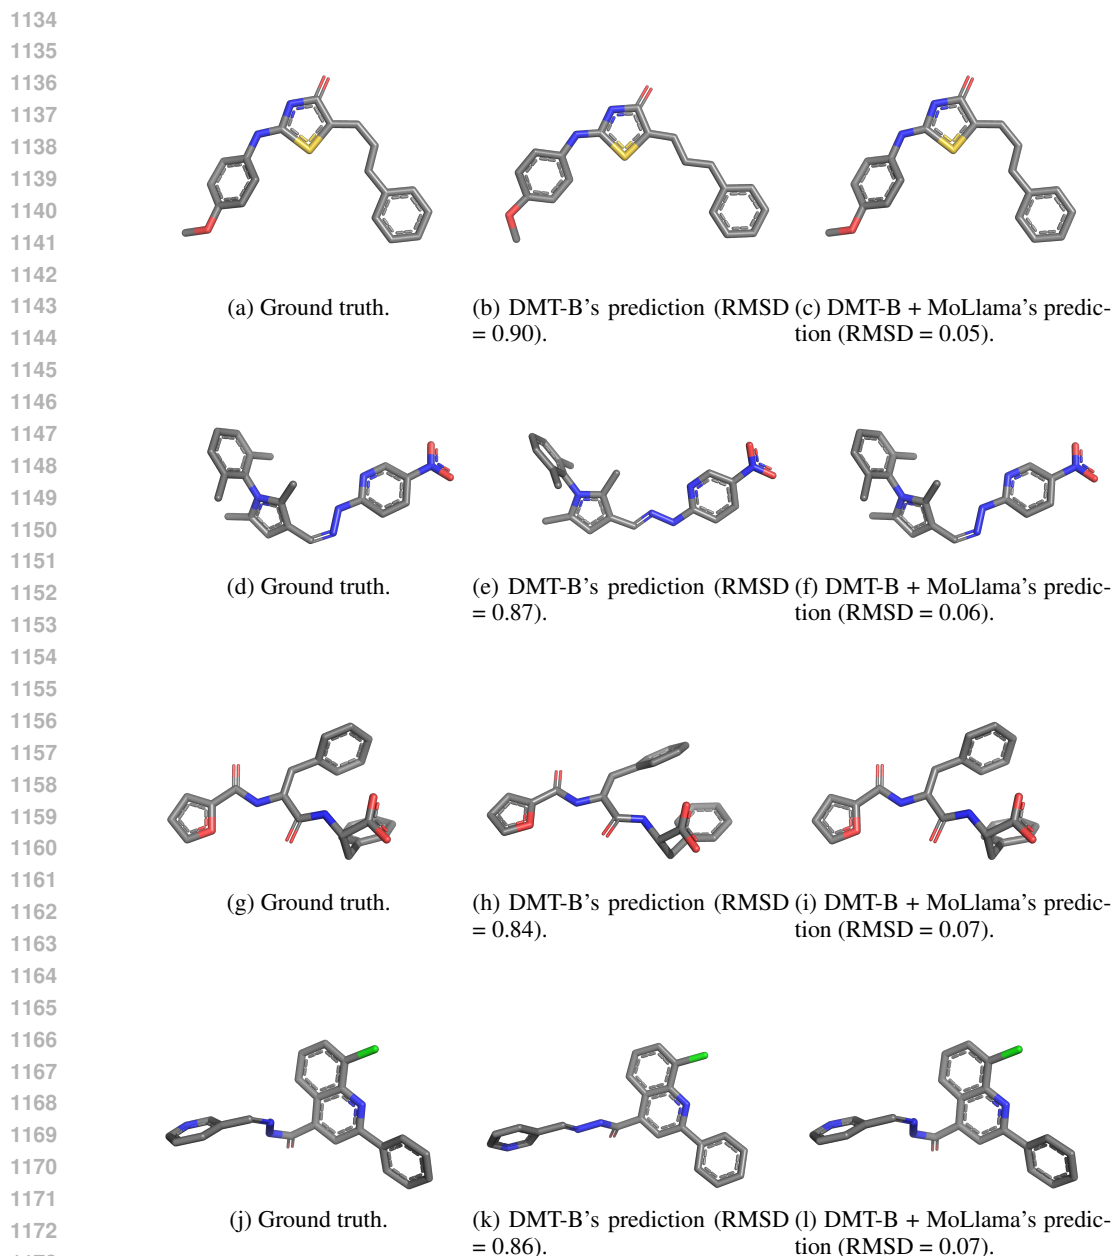 1134
1135
1136
1137
1138
1139
1140
1141
1142
1143
1144
1145
1146
1147
1148
1149
1150
1151
1152
1153
1154
1155
1156
1157
1158
1159
1160
1161
1162
1163
1164
1165
1166
1167
1168
1169
1170
1171
1172
(a) Ground truth.
(b) DMT-B's prediction (RMSD
= 0.90).
(c) DMT-B + MoLlama's predic-
tion (RMSD = 0.05).
(d) Ground truth.
(e) DMT-B's prediction (RMSD
= 0.87).
(f) DMT-B + MoLlama's predic-
tion (RMSD = 0.06).
(g) Ground truth.
(h) DMT-B's prediction (RMSD
= 0.84).
(i) DMT-B + MoLlama's predic-
tion (RMSD = 0.07).
(j) Ground truth.
(k) DMT-B's prediction (RMSD
= 0.86).
(l) DMT-B + MoLlama's predic-
tion (RMSD = 0.07).